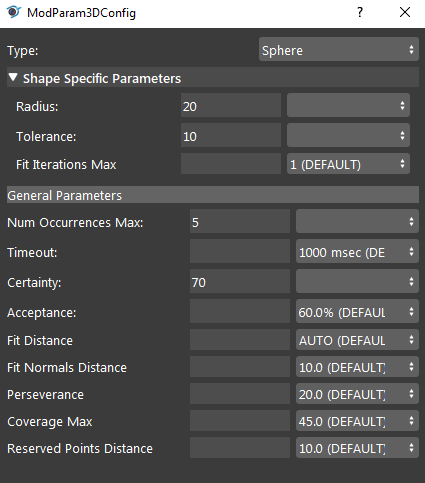 ModParam3DConfig ?
Type: Sphere
Shape Specific Parameters
Radius: 20
Tolerance: 10
Fit Iterations Max 1 (DEFAULT)
General Parameters
Num Occurrences Max: 5
Timeout: 1000 msec (DE
Certainty: 70
Acceptance: 60.0% (DEFAUL
Fit Distance AUTO (DEFAUL
Fit Normals Distance 10.0 (DEFAULT)
Perseverance 20.0 (DEFAULT)
Coverage Max 45.0 (DEFAULT)
Reserved Points Distance 10.0 (DEFAULT)